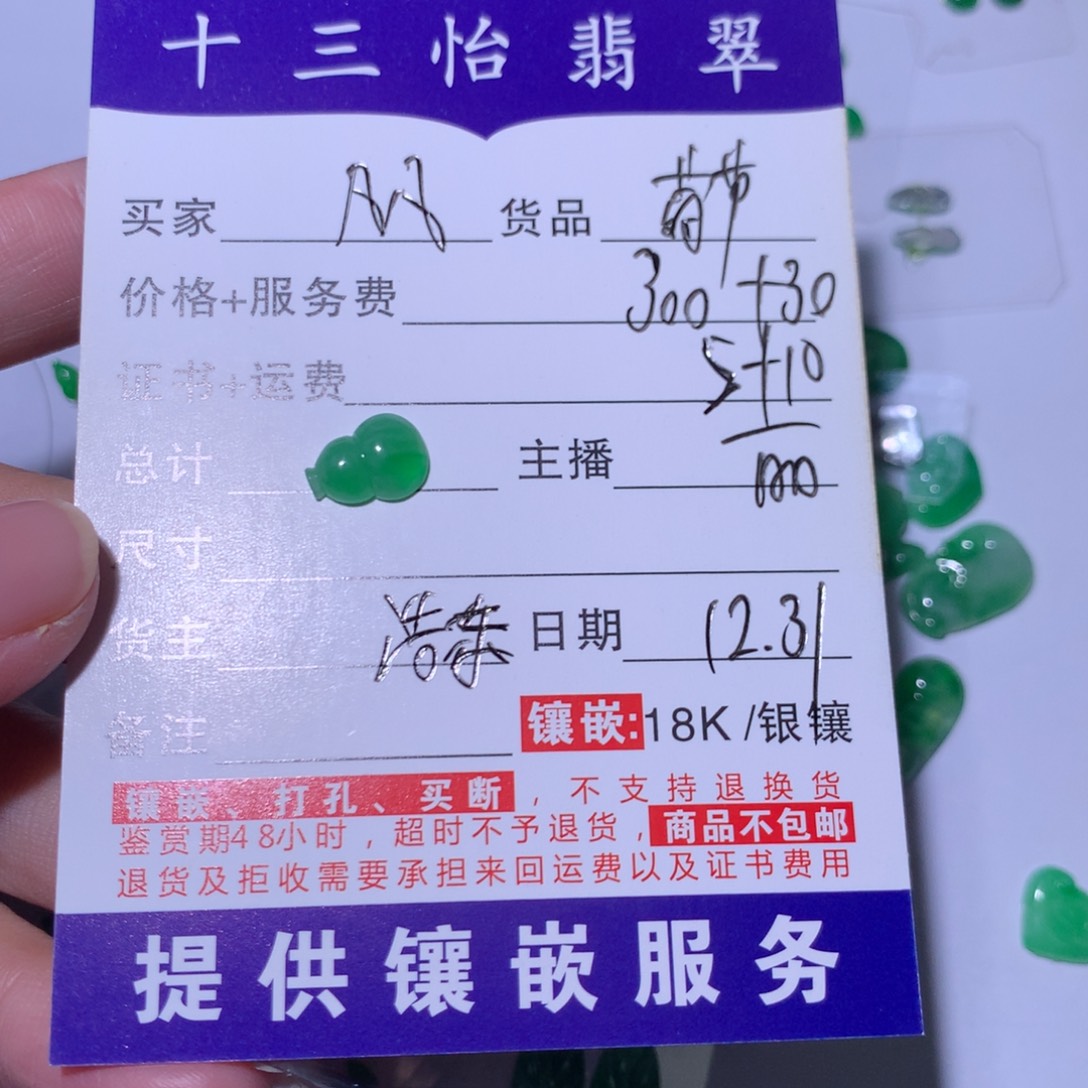 十三怡翡翠
买家 货品 葫芦
价格+服务费 300+30
证书+运费 5+10
总计 主播
尺寸
货主 浩东 日期 12.31
备注 镶嵌:18K/银镶
镶嵌、打孔、买断，不支持退换货
鉴赏期48小时，超时不予退货，商品不包邮
退货及拒收需要承担来回运费以及证书费用
提供镶嵌服务